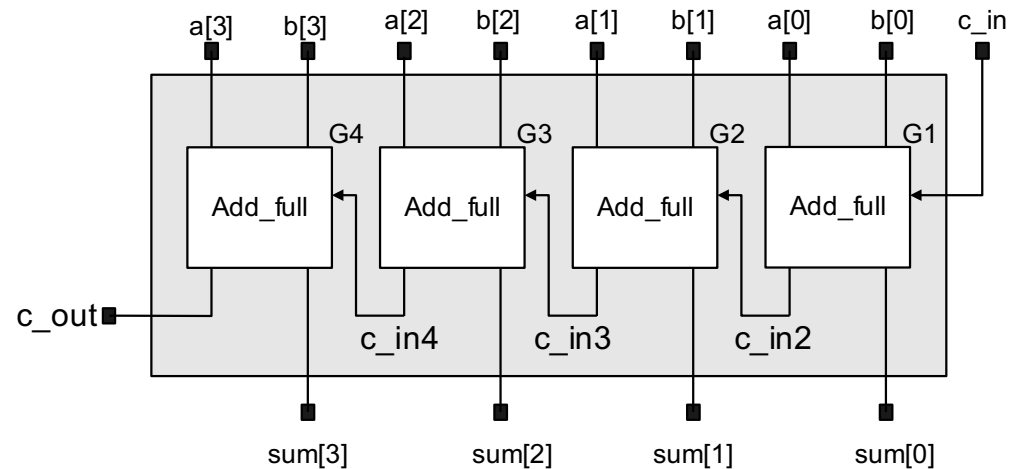 a[3] b[3] a[2] b[2] a[1] b[1] a[0] b[0] c_in
G4 G3 G2 G1
Add_full Add_full Add_full Add_full
c_out
c_in4 c_in3 c_in2
sum[3] sum[2] sum[1] sum[0]